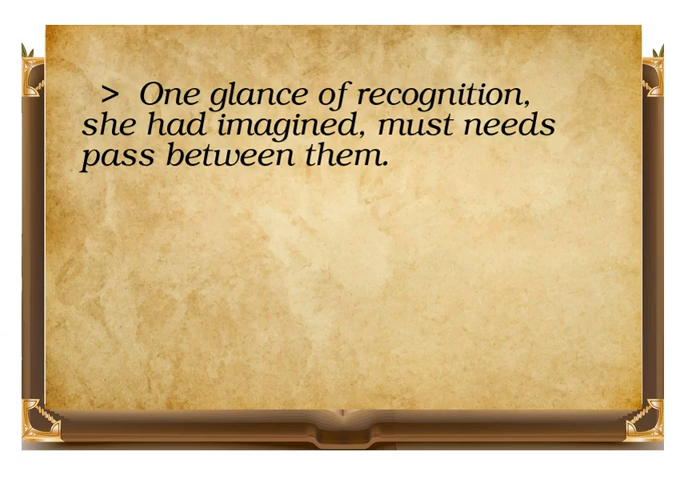 > One glance of recognition,
she had imagined, must needs
pass between them.